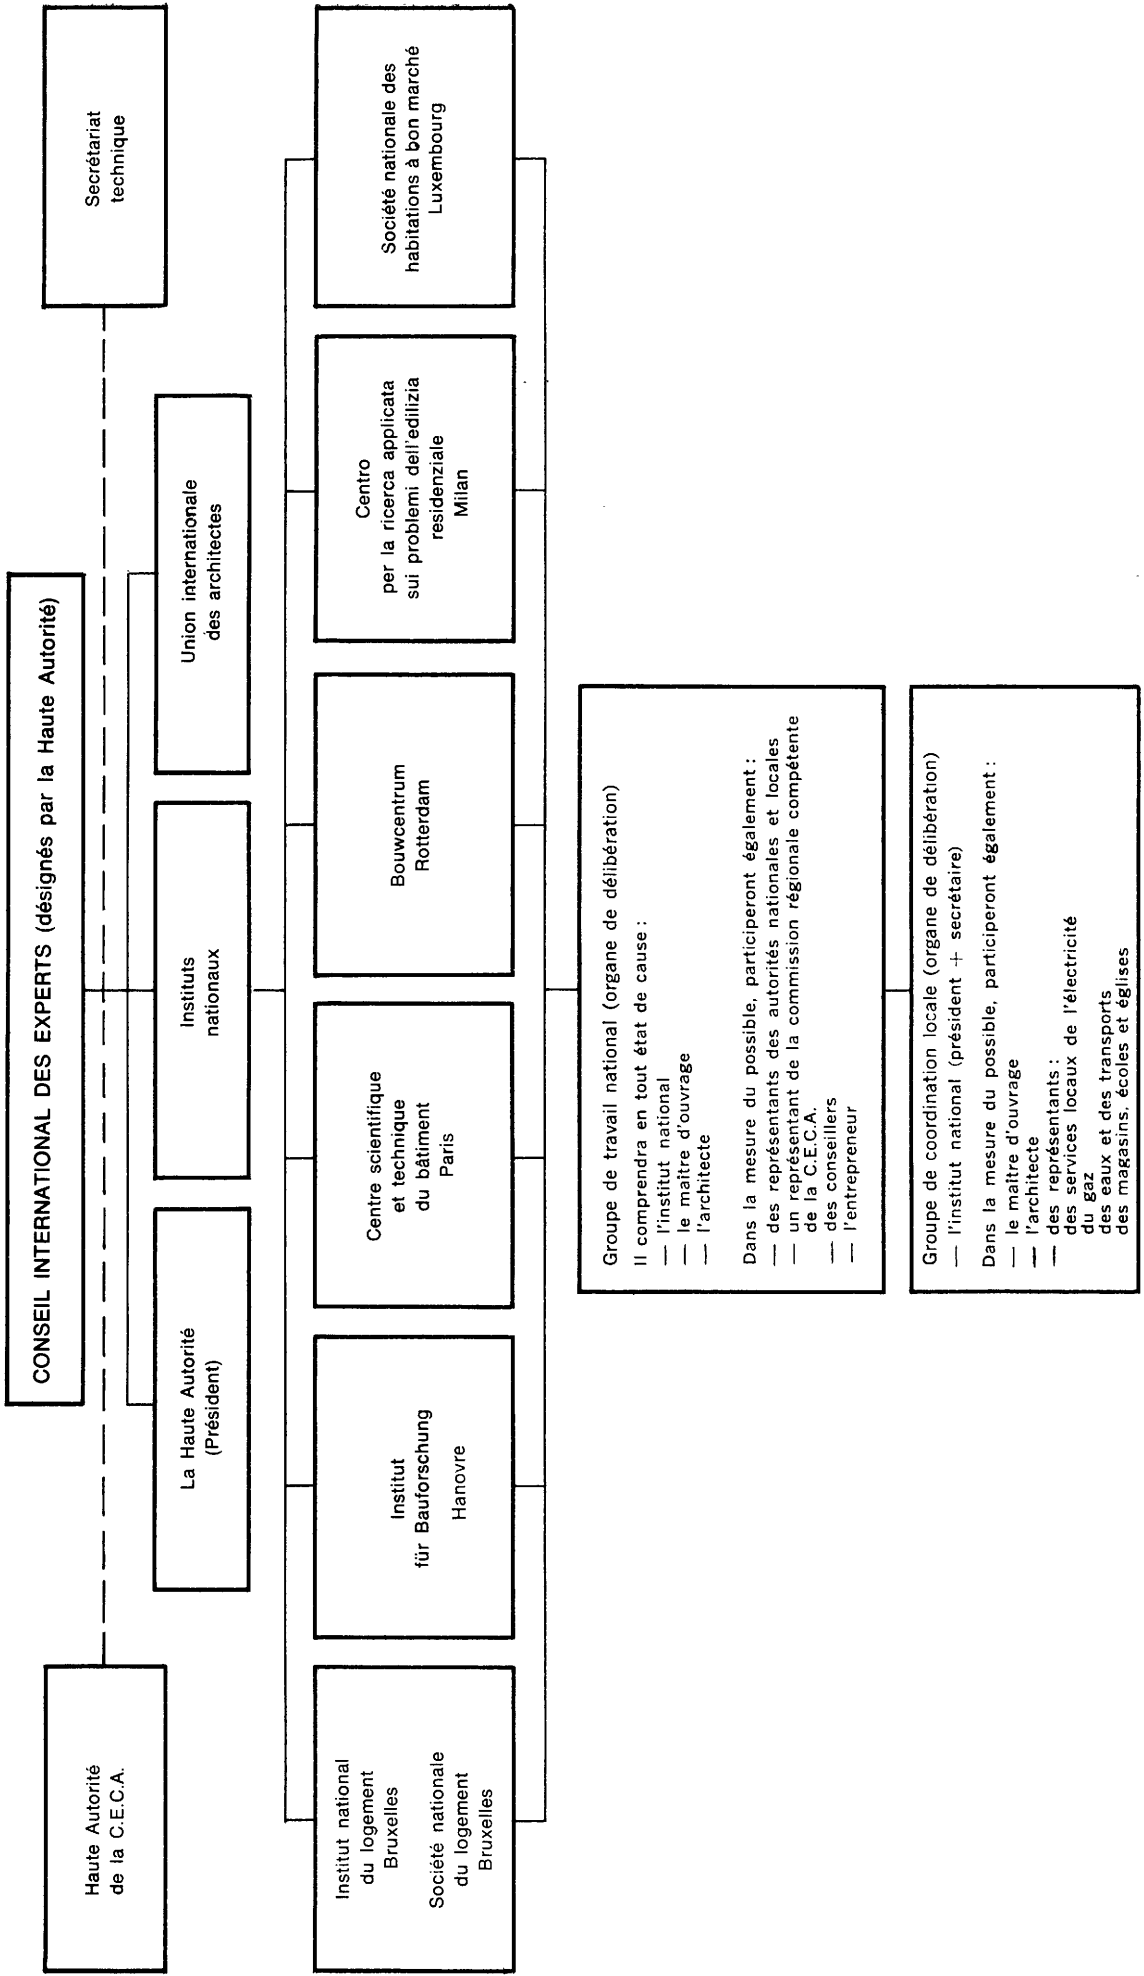 CONSEIL INTERNATIONAL DES EXPERTS (désignés par la Haute Autorité)
Haute Autorité
de la C.E.C.A.
Secrétariat
technique
La Haute Autorité
(Président)
Instituts
nationaux
Union internationale
des architectes
Institut national
du logement
Bruxelles
Société nationale
du logement
Bruxelles
Institut
für Bauforschung
Hanovre
Centre scientifique
et technique
du bâtiment
Paris
Bouwcentrum
Rotterdam
Centro
per la ricerca applicata
sui problemi dell'edilizia
residenziale
Milan
Société nationale des
habitations à bon marché
Luxembourg
Groupe de travail national (organe de délibération)
Il comprendra en tout état de cause :
— l'institut national
— le maître d'ouvrage
— l'architecte
Dans la mesure du possible, participeront également :
— des représentants des autorités nationales et locales
— un représentant de la commission régionale compétente
de la C.E.C.A.
— des conseillers
— l'entrepreneur
Groupe de coordination locale (organe de délibération)
— l'institut national (président + secrétaire)
Dans la mesure du possible, participeront également :
— le maître d'ouvrage
— l'architecte
— des représentants :
des services locaux de l'électricité
du gaz
des eaux et des transports
des magasins, écoles et églises